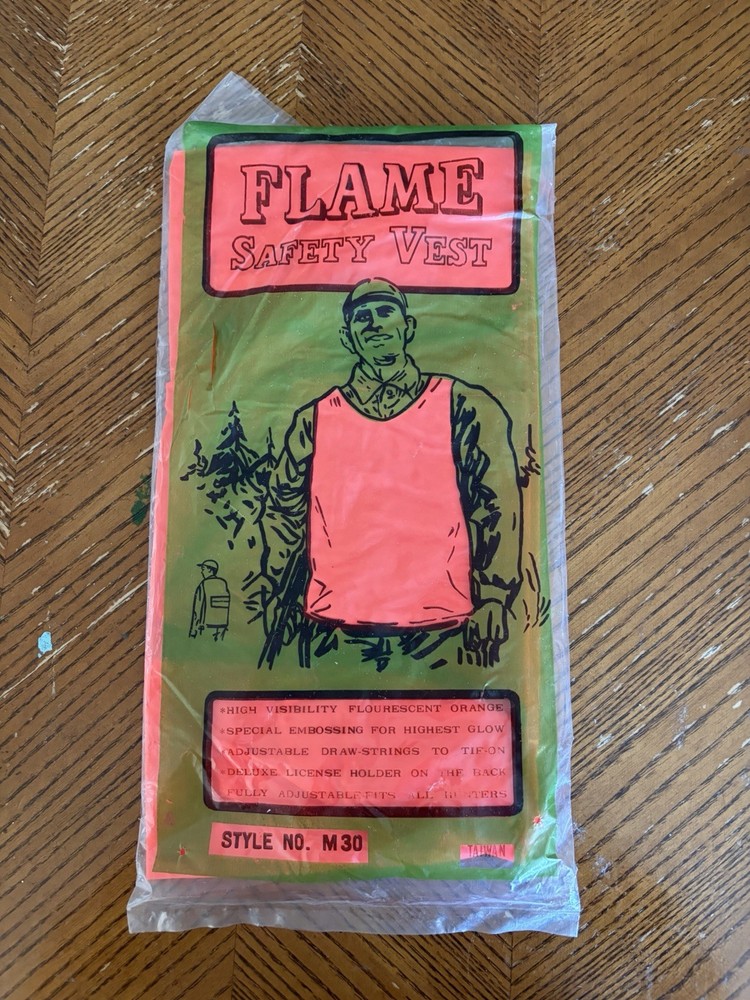 FLAME
SAFETY VEST
*HIGH VISIBILITY FLOURESCENT ORANGE
*SPECIAL EMBOSSING FOR HIGHEST GLOW
*ADJUSTABLE DRAW-STRINGS TO TIE-ON
*DELUXE LICENSE HOLDER ON THE BACK
FULLY ADJUSTABLE-FITS ALL HUNTERS
STYLE NO. M30
TAIWAN